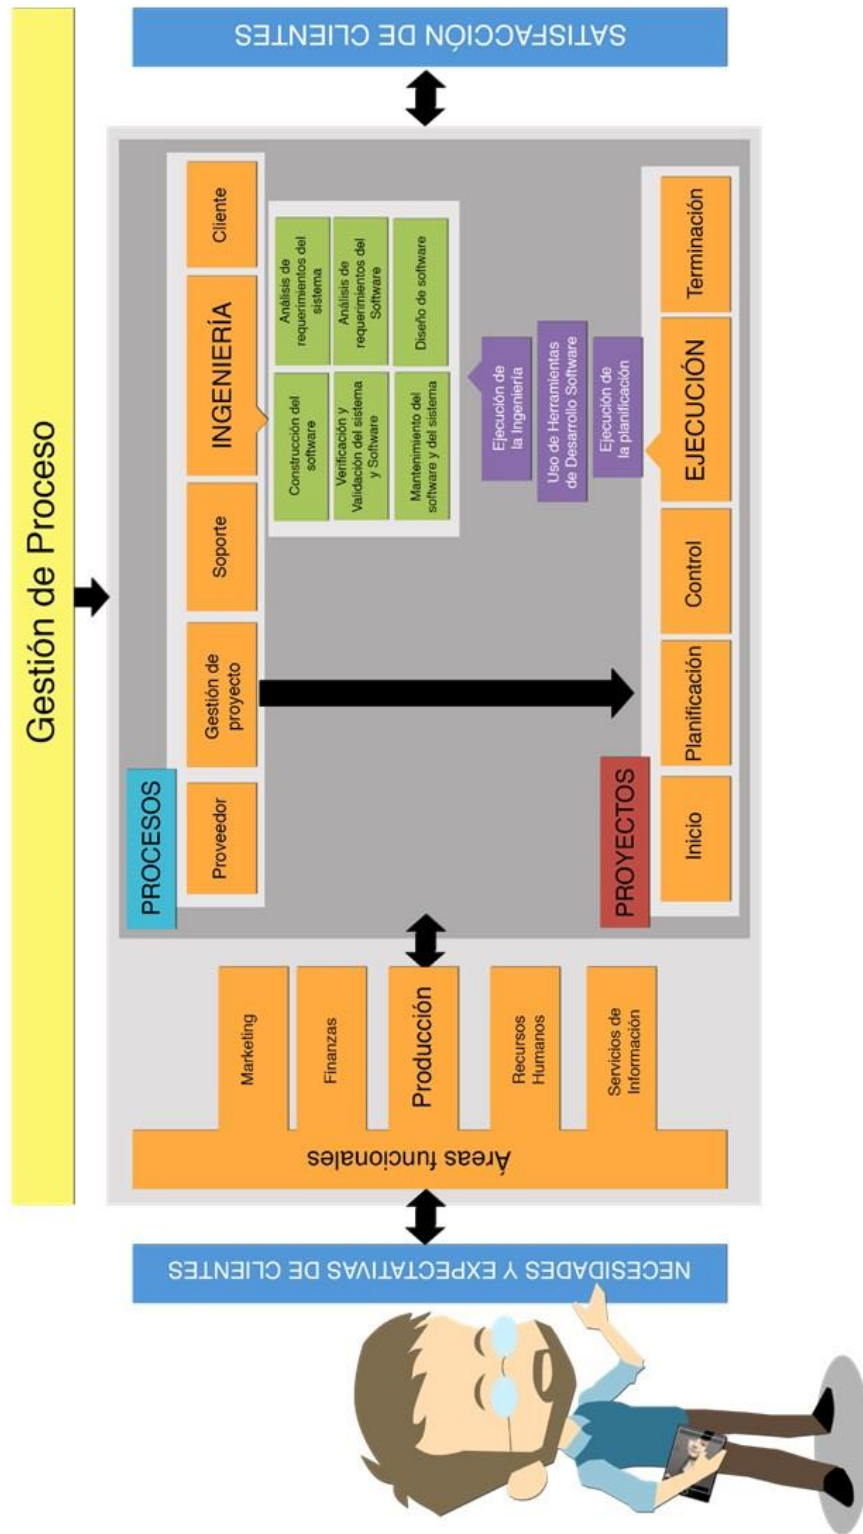 Gestión de Proceso
NECESIDADES Y EXPECTATIVAS DE CLIENTES
Áreas funcionales
Marketing
Finanzas
Producción
Recursos
Humanos
Servicios de
Información
PROCESOS
Proveedor
Gestión de
proyecto
Soporte
INGENIERÍA
Cliente
Construcción del
software
Análisis de
requerimientos del
sistema
Verificación y
Validación del sistema
y Software
Análisis de
requerimientos del
Software
Mantenimiento del
software y del sistema
Diseño de software
Ejecución de
la Ingeniería
Uso de Herramientas
de Desarrollo Software
Ejecución de
la planificación
PROYECTOS
Inicio
Planificación
Control
EJECUCIÓN
Terminación
SATISFACCIÓN DE CLIENTES